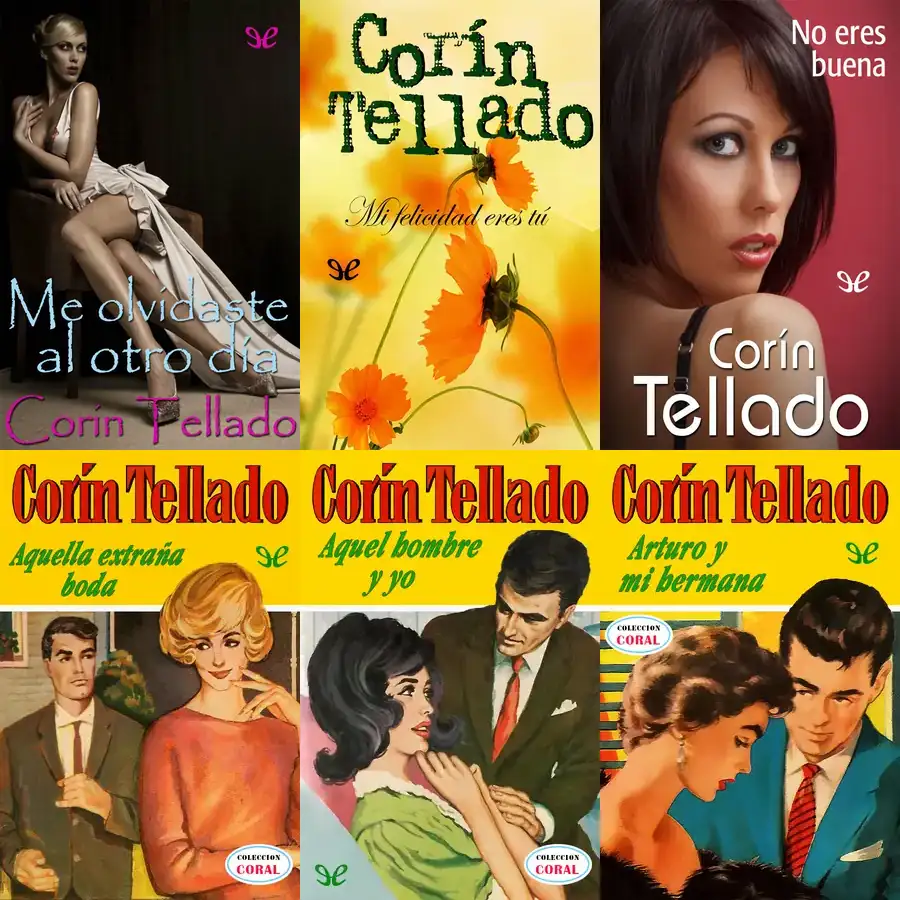 Me olvidaste
al otro día
Corín Tellado
Corín
Tellado
Mi felicidad eres tú
No eres
buena
Corín
Tellado
Corín Tellado
Aquella extraña
boda
COLECCION
CORAL
Corín Tellado
Aquel hombre
y yo
COLECCION
CORAL
Corín Tellado
Arturo y
mi hermana
COLECCION
CORAL